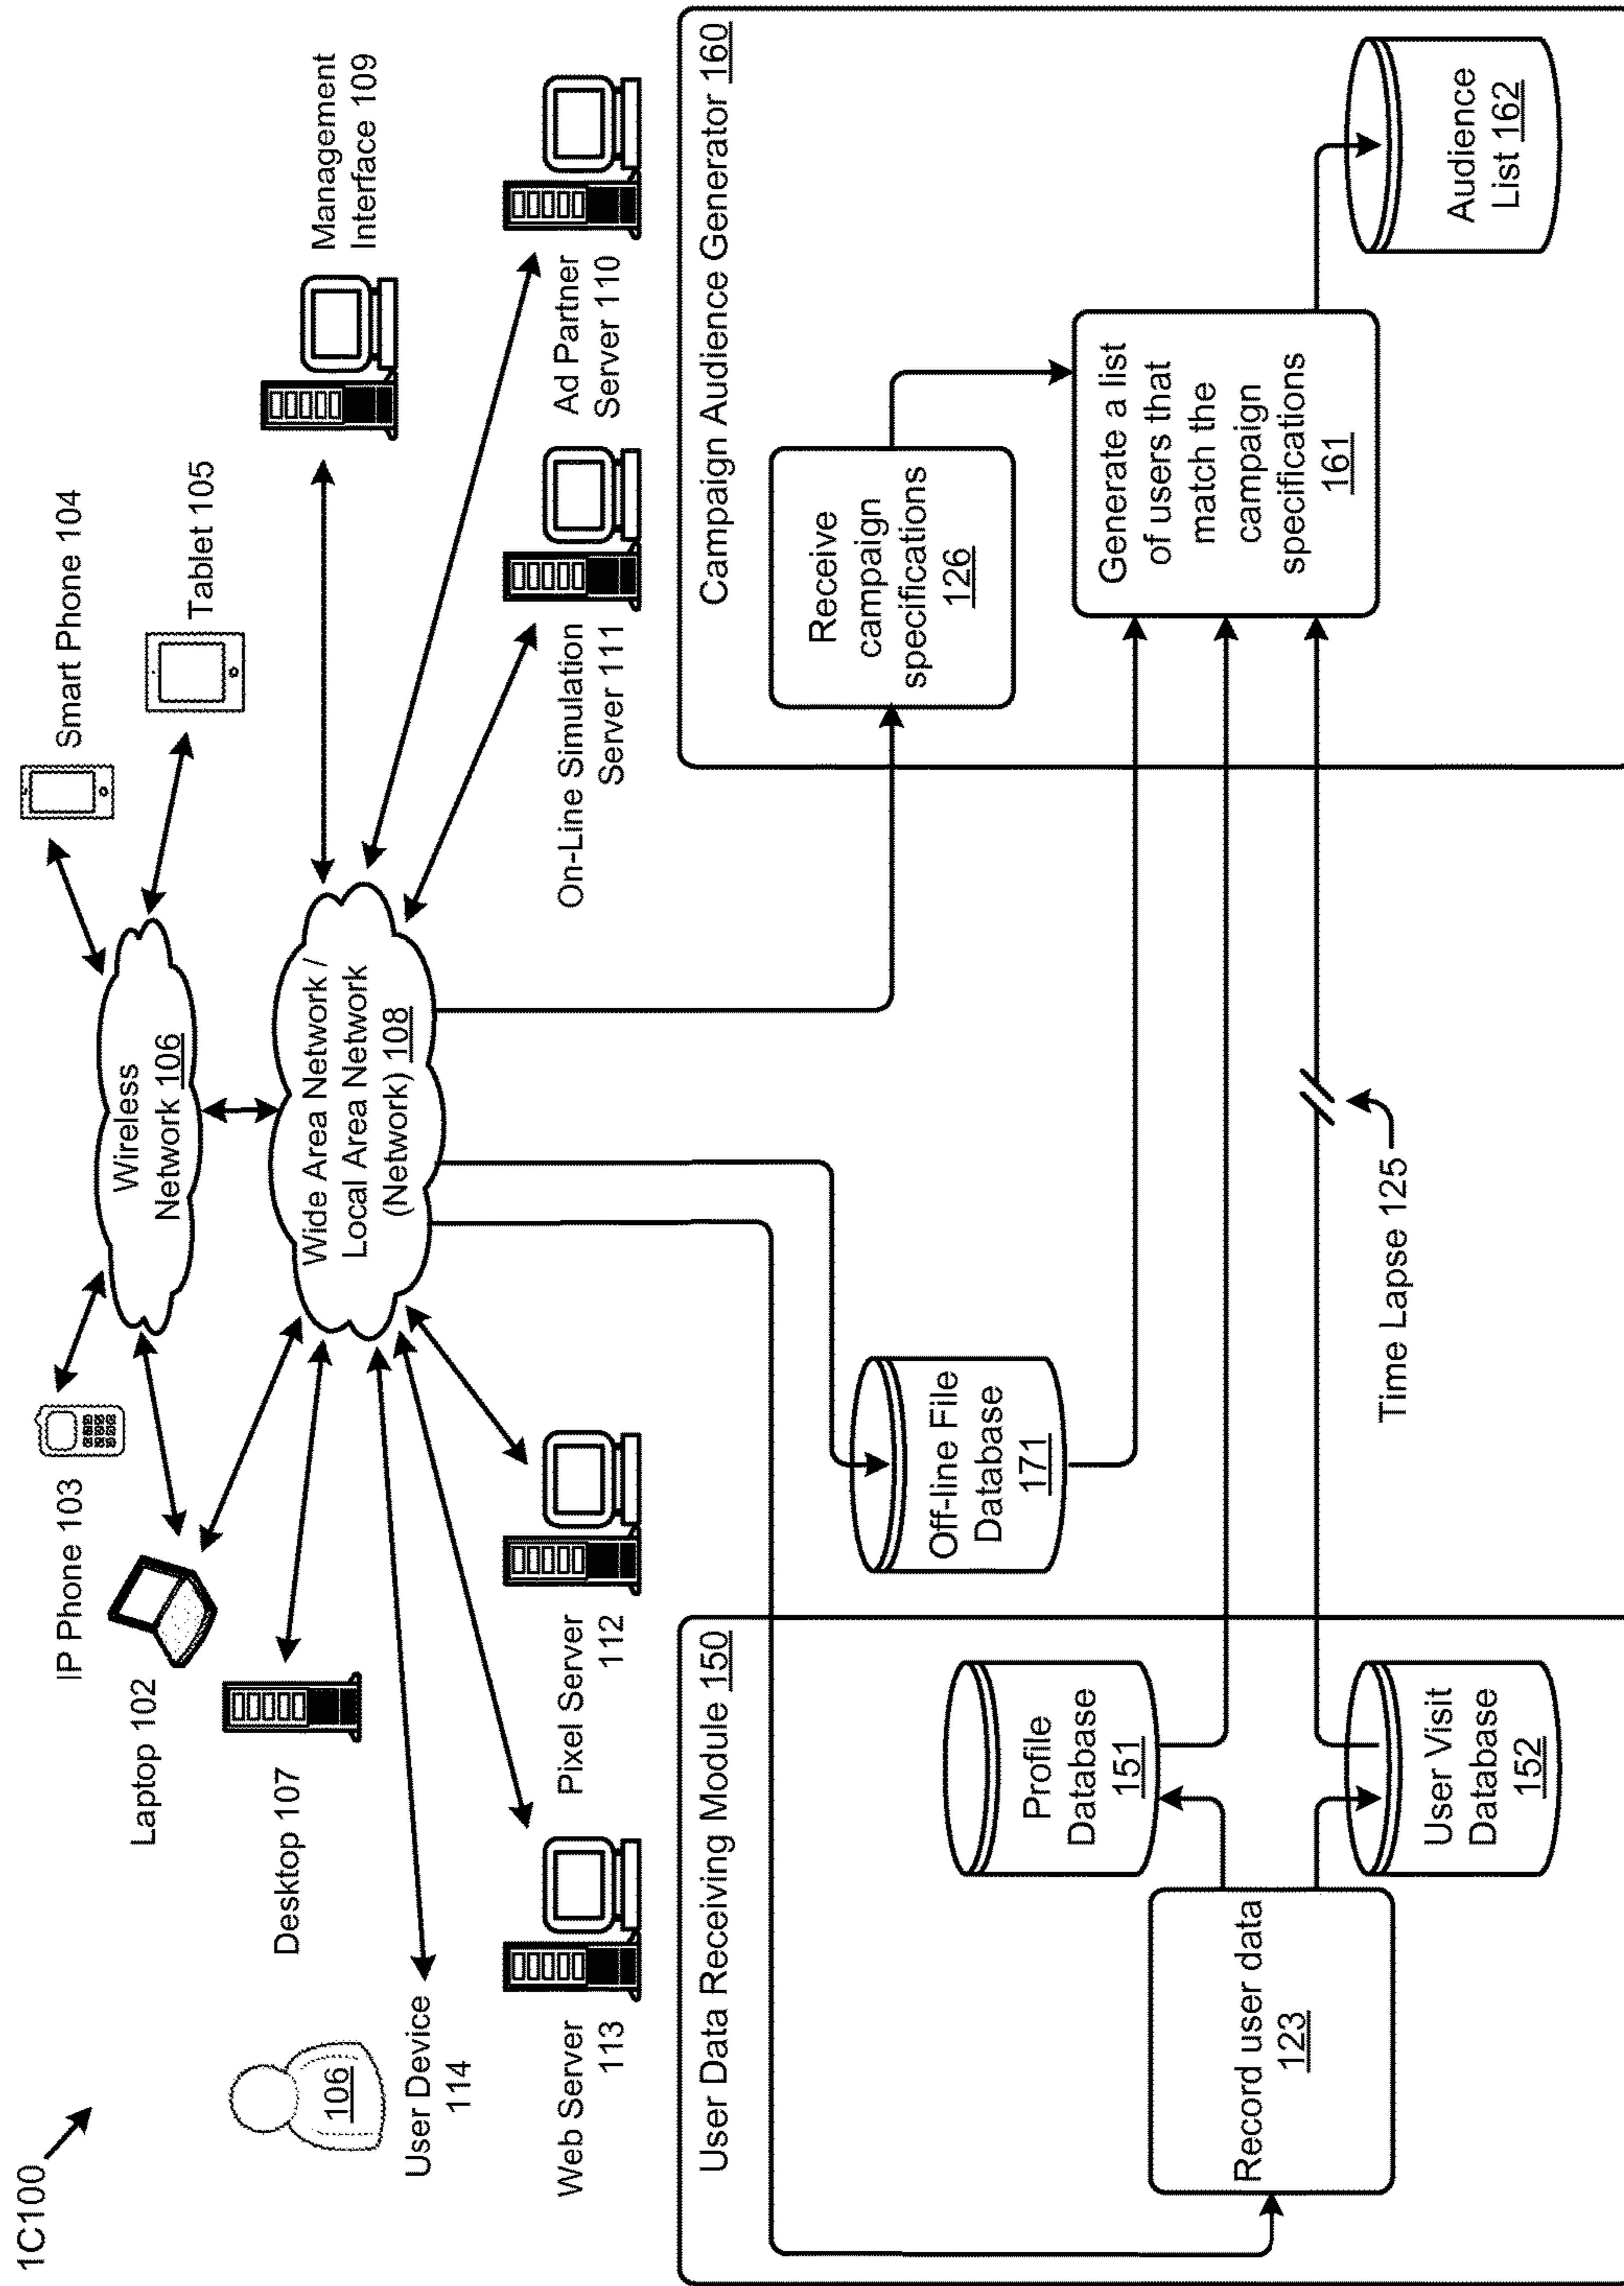 1C100
IP Phone 103
Smart Phone 104
Laptop 102
Wireless
Network 106
Tablet 105
Desktop 107
Wide Area Network /
Local Area Network
(Network) 108
Management
Interface 109
106
User Device
114
Web Server
113
Pixel Server
112
On-Line Simulation
Server 111
Ad Partner
Server 110
User Data Receiving Module 150
Campaign Audience Generator 160
Receive
campaign
specifications
126
Off-line File
Database
171
Profile
Database
151
Record user data
123
User Visit
Database
152
Generate a list
of users that
match the
campaign
specifications
161
Audience
List 162
Time Lapse 125